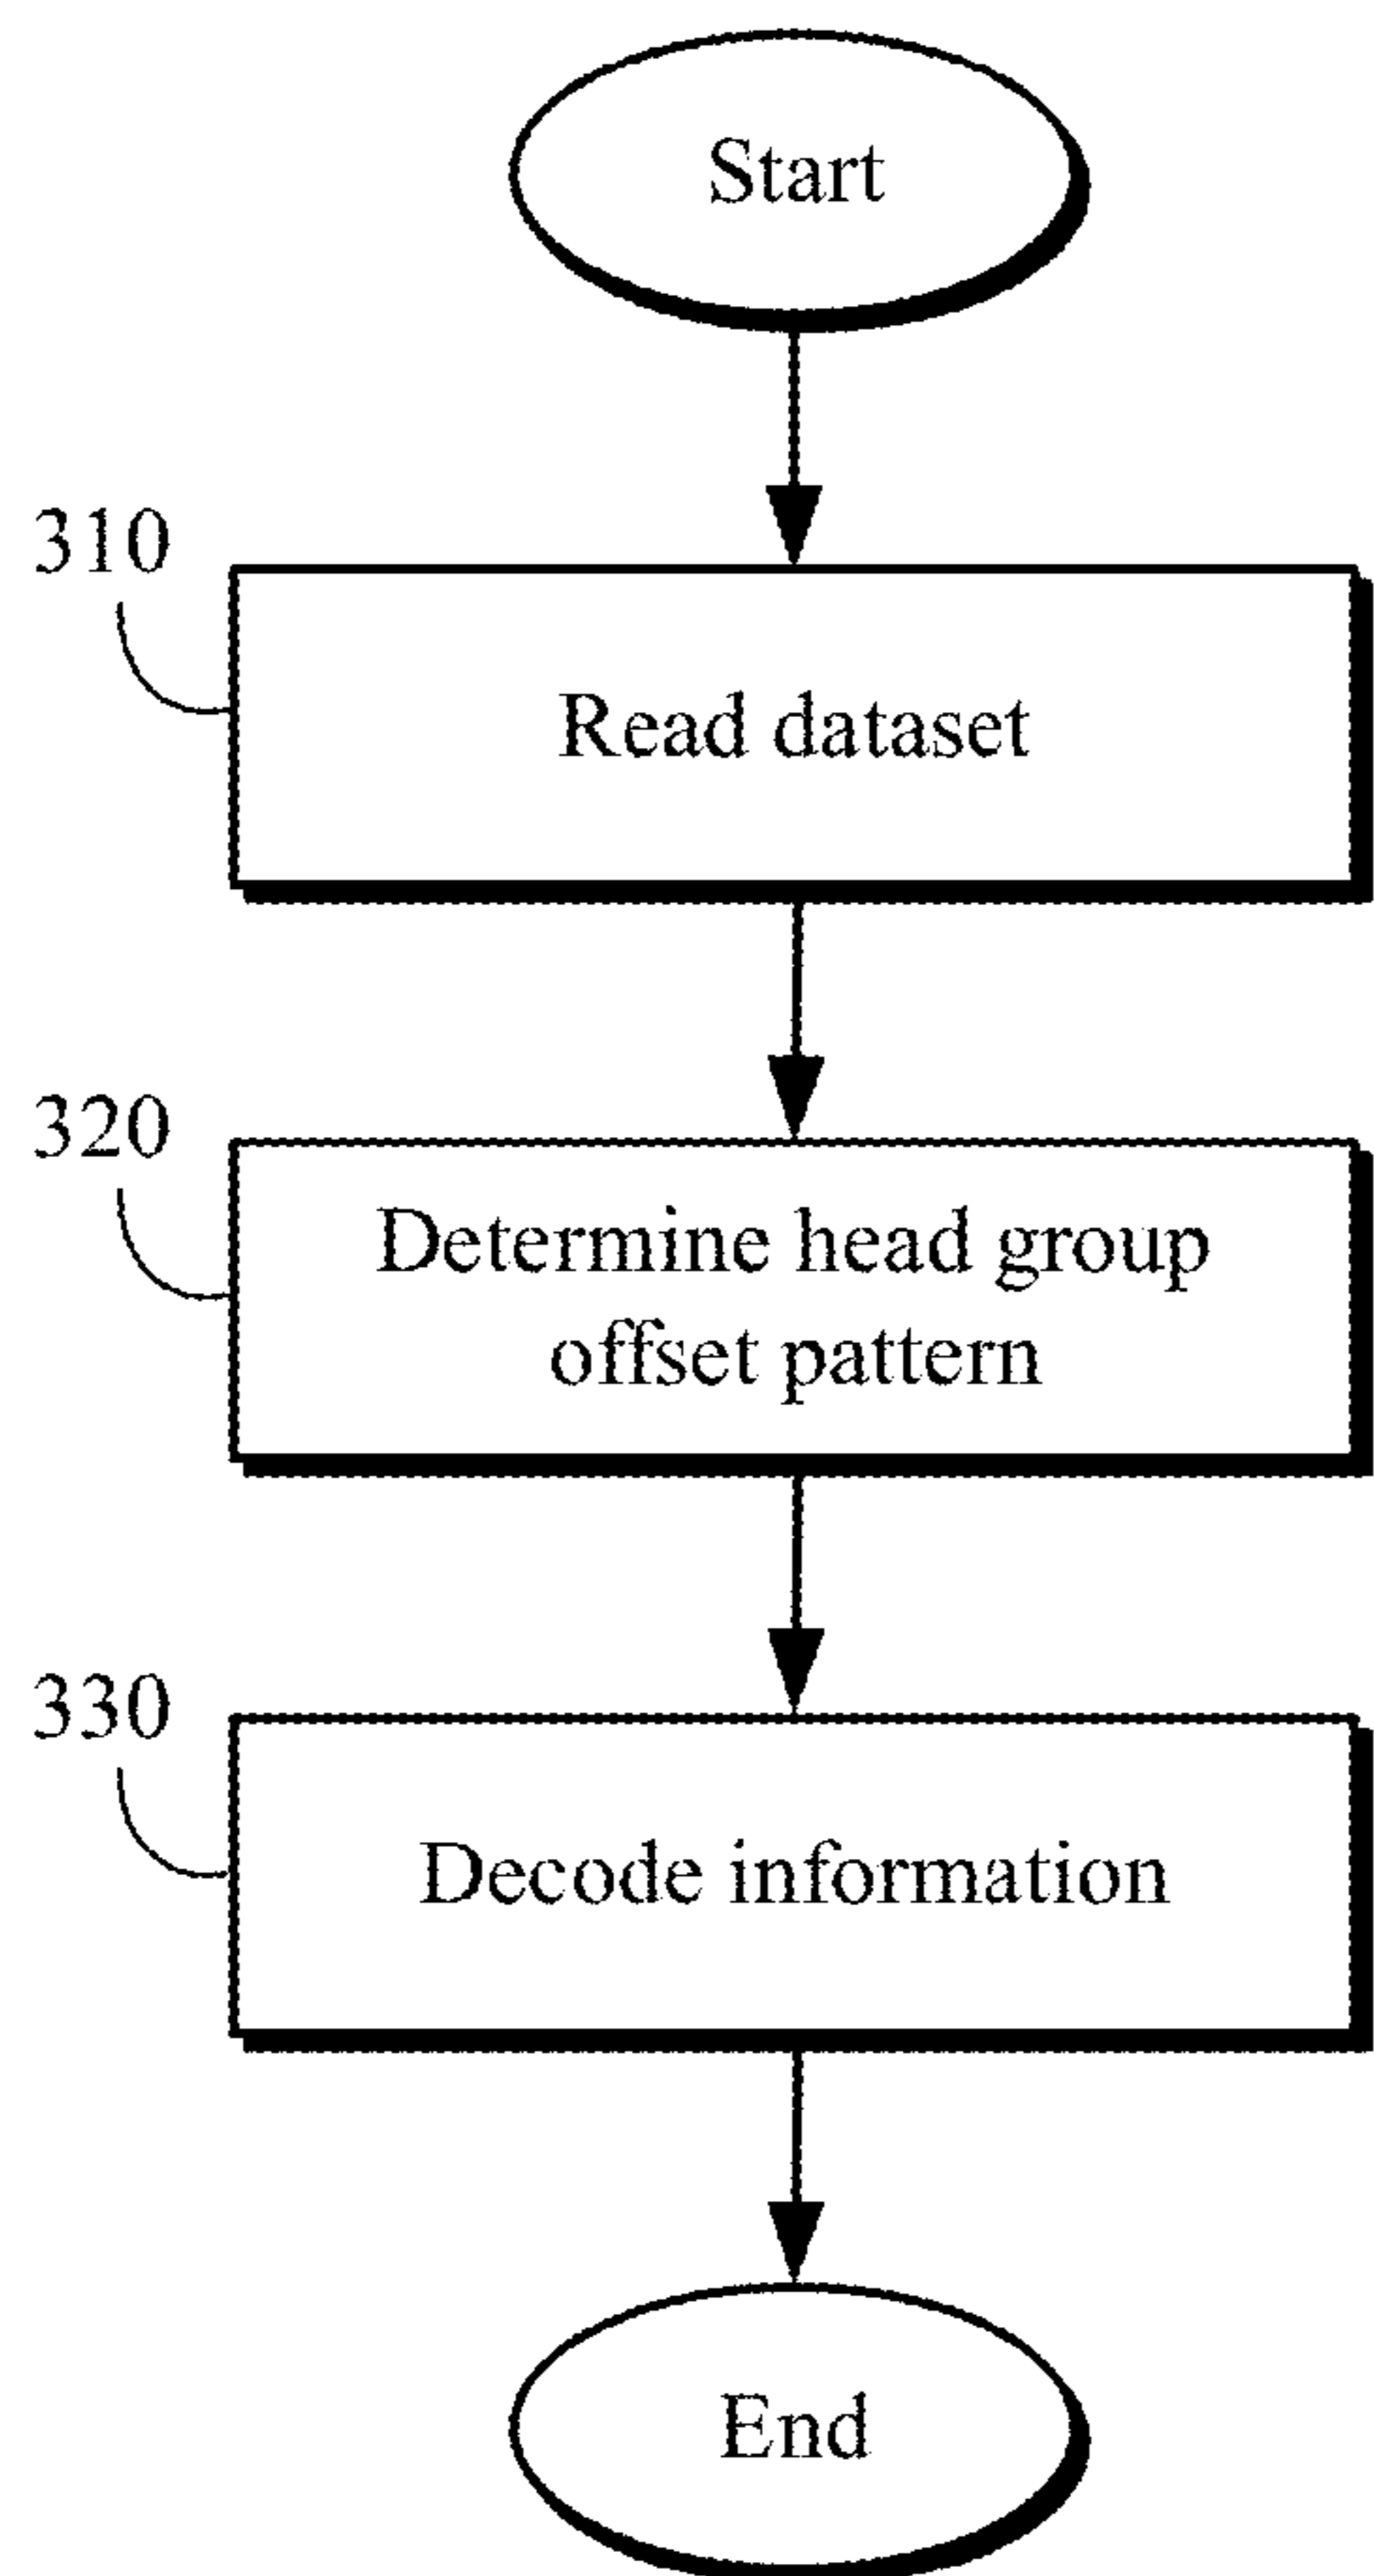 Start
310
Read dataset
320
Determine head group
offset pattern
330
Decode information
End